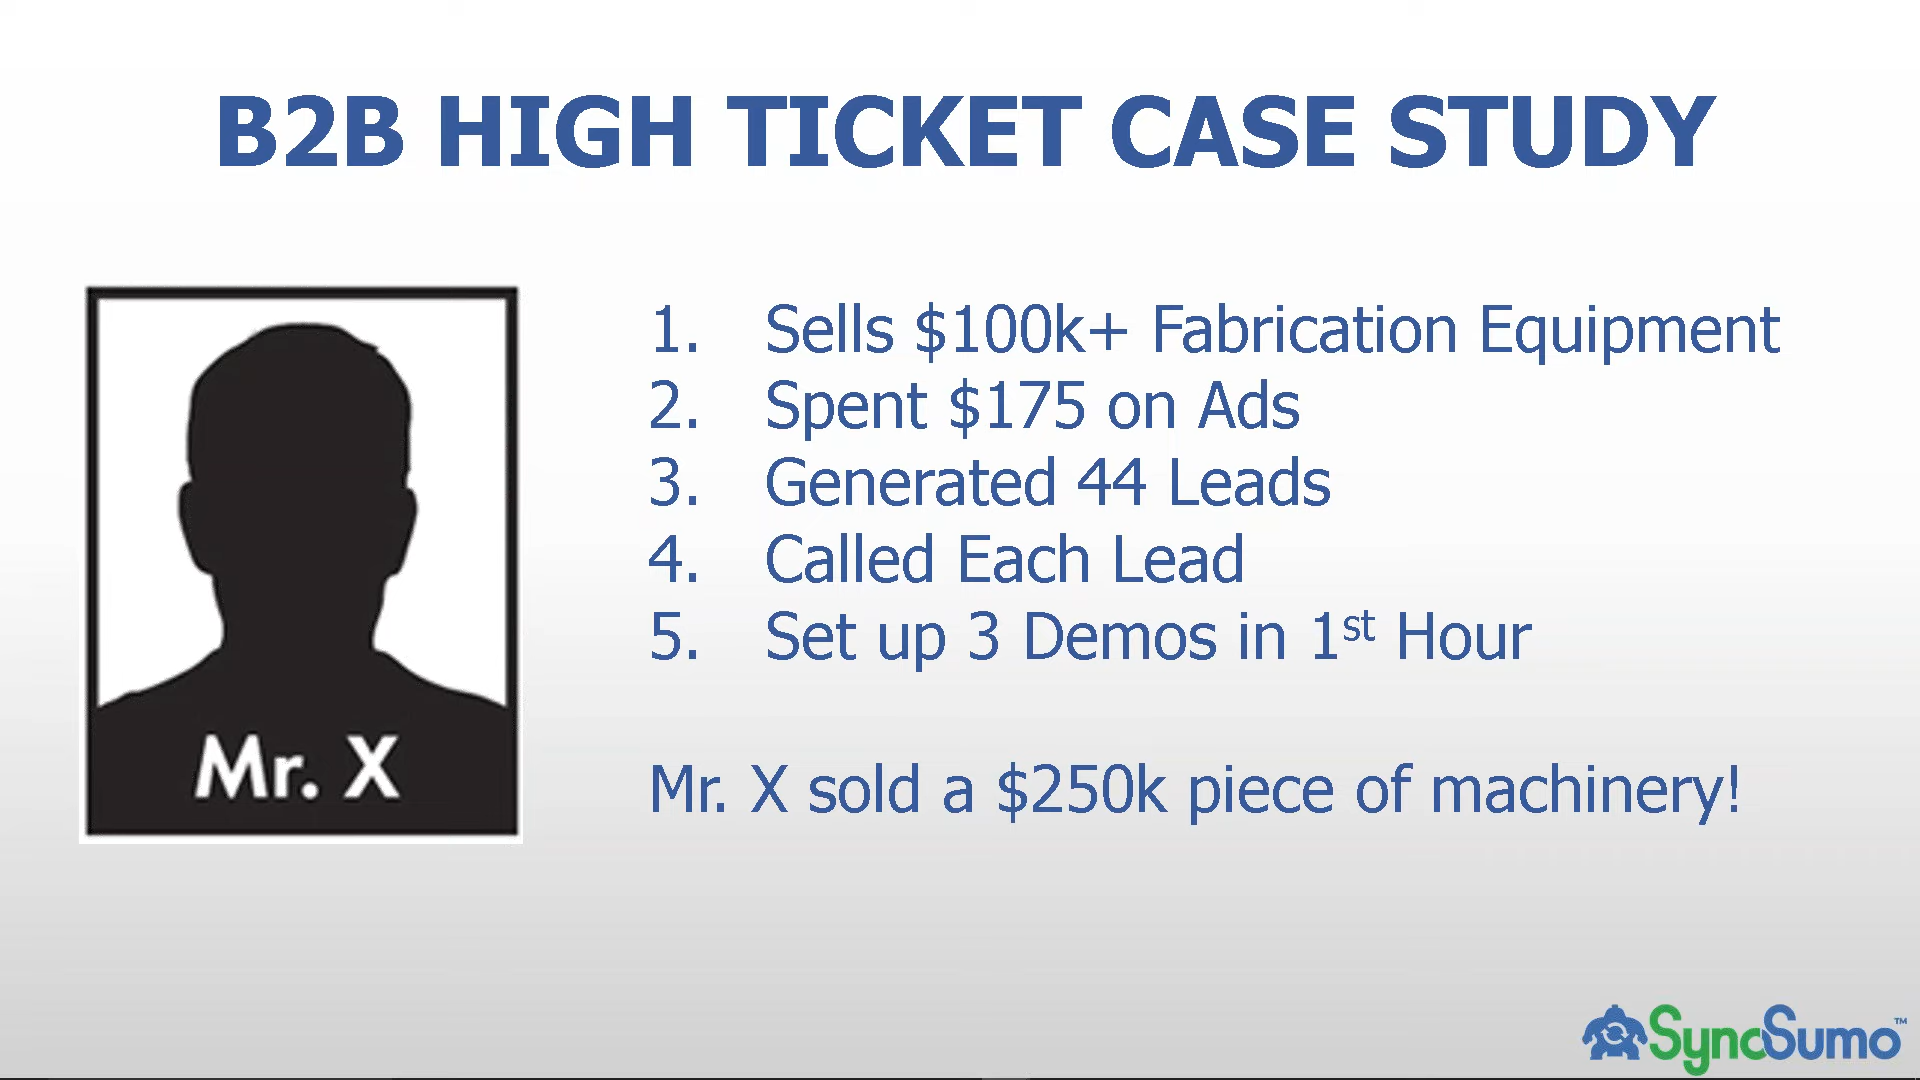 B2B HIGH TICKET CASE STUDY
Mr. X
1. Sells $100k+ Fabrication Equipment
2. Spent $175 on Ads
3. Generated 44 Leads
4. Called Each Lead
5. Set up 3 Demos in 1st Hour
Mr. X sold a $250k piece of machinery!
SyncSumo™